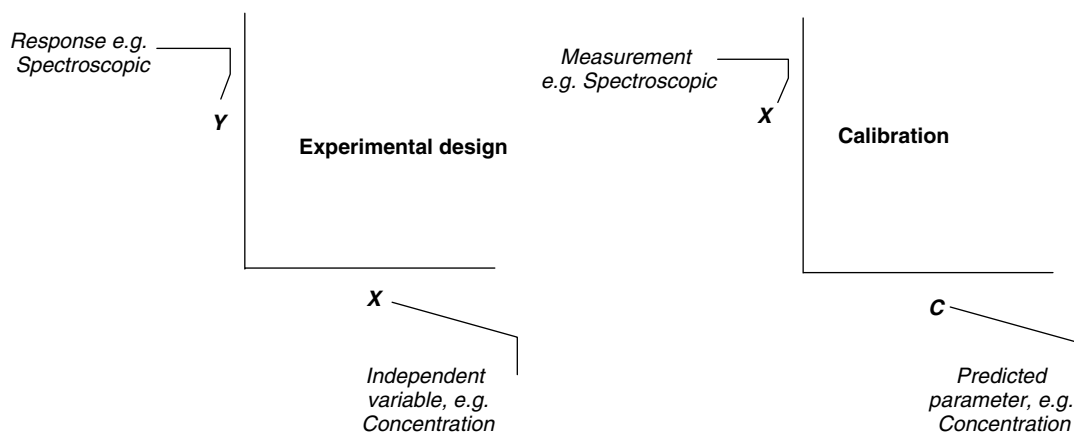 Response e.g.
Spectroscopic
Y
Experimental design
X
Independent
variable, e.g.
Concentration
Measurement
e.g. Spectroscopic
X
Calibration
C
Predicted
parameter, e.g.
Concentration